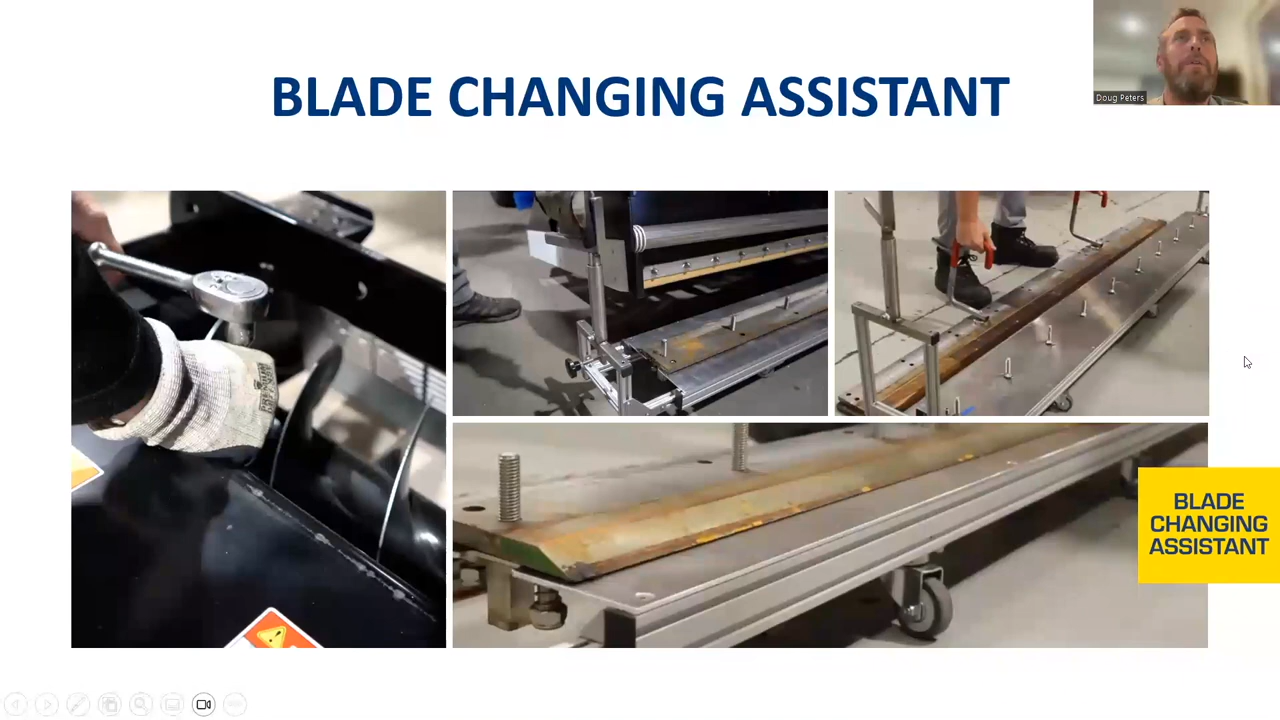 BLADE CHANGING ASSISTANT
Doug Peters
BLADE
CHANGING
ASSISTANT